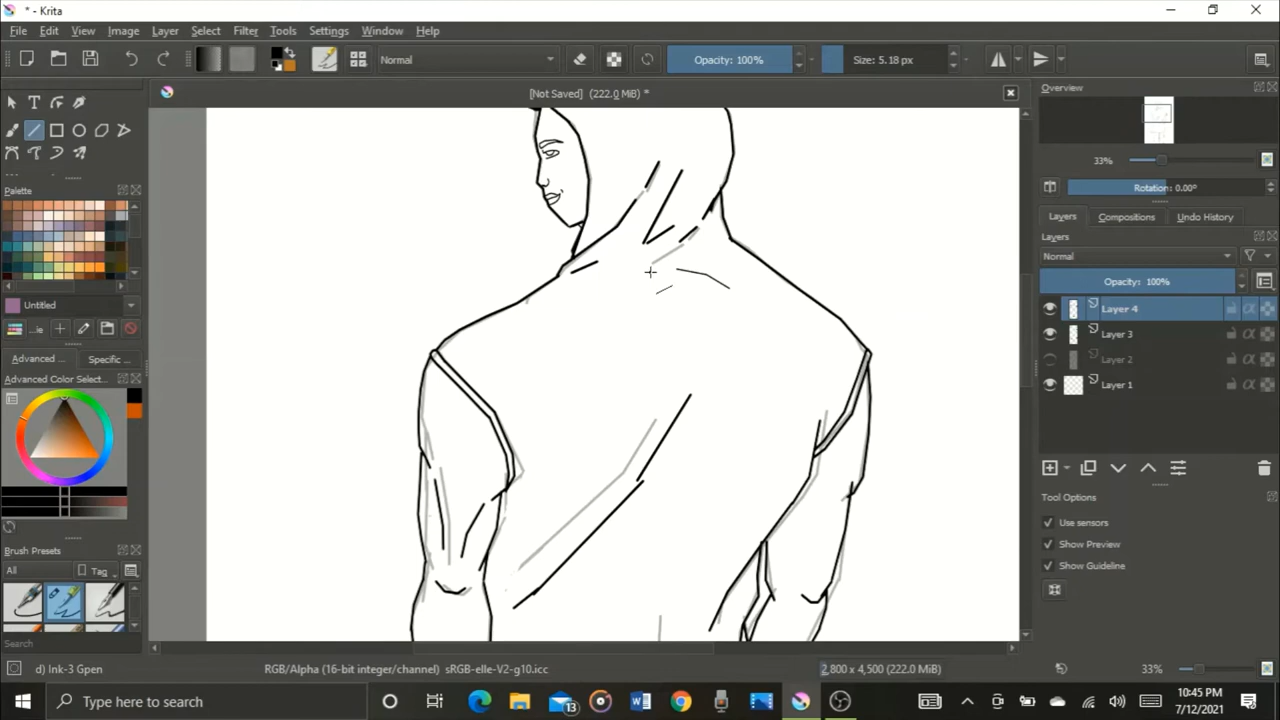 * - Krita
File Edit View Image Layer Select Filter Tools Settings Window Help
Normal
Opacity: 100%
Size: 5.18 px
[Not Saved] (222.0 MiB) *
Overview
33%
Rotation: 0.00°
Palette
Untitled
...ie
Advanced ...
Specific ...
Advanced Color Select...
Brush Presets
All
Tag
Search
Layers
Compositions
Undo History
Layers
Normal
Opacity: 100%
Layer 4
Layer 3
Layer 2
Layer 1
Tool Options
Use sensors
Show Preview
Show Guideline
d) Ink-3 Gpen
RGB/Alpha (16-bit integer/channel) sRGB-elle-V2-g10.icc
2,800 x 4,500 (222.0 MiB)
33%
Type here to search
13
10:45 PM
7/12/2021